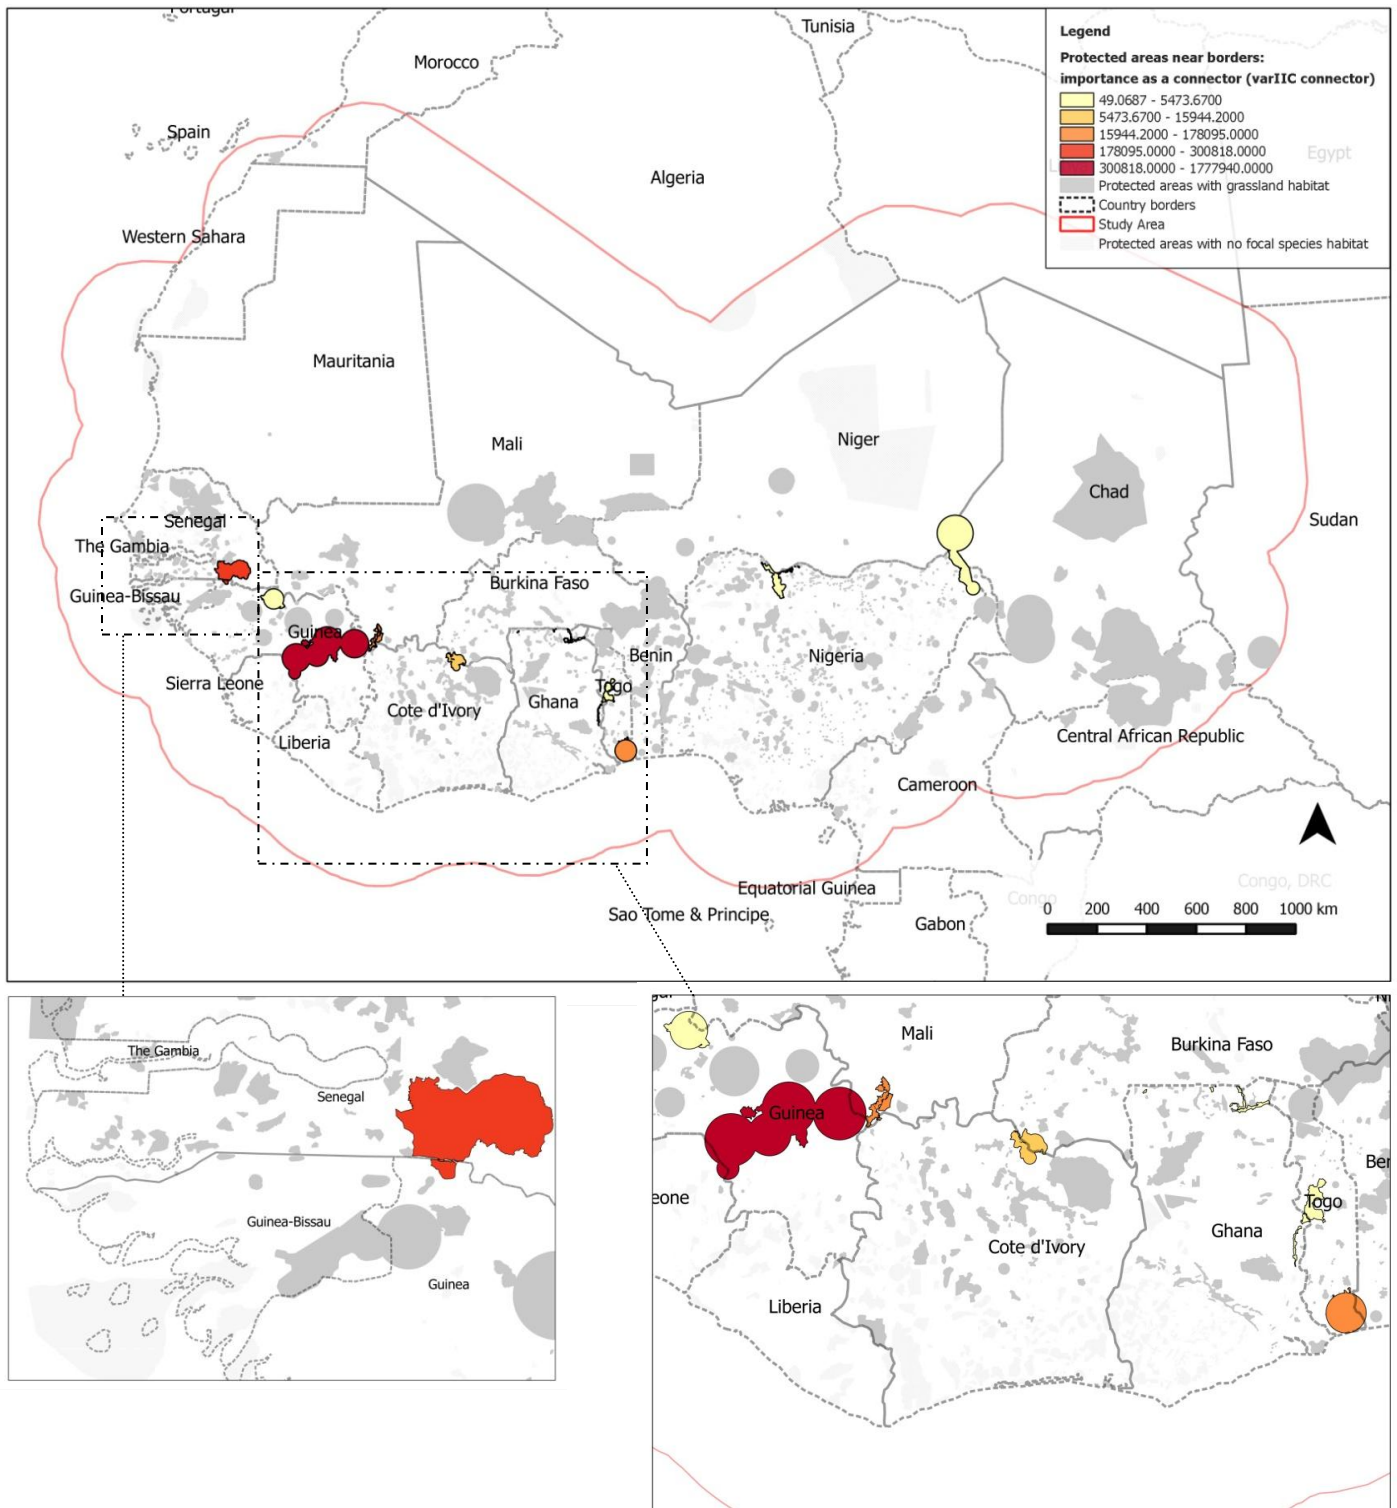 Portugal
Tunisia
Morocco
Legend
Protected areas near borders:
importance as a connector (varIIC connector)
49.0687 - 5473.6700
5473.6700 - 15944.2000
15944.2000 - 178095.0000
178095.0000 - 300818.0000
300818.0000 - 1777940.0000
Protected areas with grassland habitat
Country borders
Study Area
Protected areas with no focal species habitat
Spain
Egypt
Algeria
Western Sahara
Mauritania
Mali
Niger
Chad
Senegal
Sudan
The Gambia
Burkina Faso
Guinea-Bissau
Guinea
Benin
Nigeria
Sierra Leone
Togo
Ghana
Cote d'Ivory
Liberia
Central African Republic
Cameroon
Equatorial Guinea
Congo, DRC
Congo
Sao Tome & Principe
Gabon
0 200 400 600 800 1000 km
The Gambia
Senegal
Guinea-Bissau
Guinea
Mali
Burkina Faso
Guinea
eone
Togo
Ghana
Cote d'Ivory
Liberia